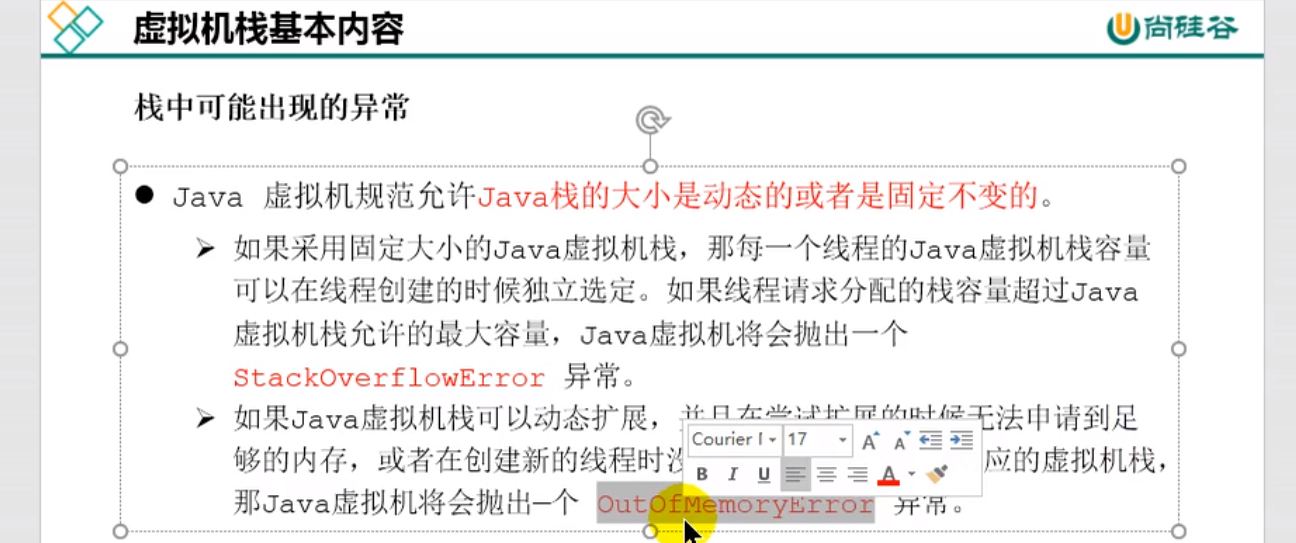 虚拟机栈基本内容
尚硅谷
栈中可能出现的异常
● Java 虚拟机规范允许Java栈的大小是动态的或者是固定不变的。
➢ 如果采用固定大小的Java虚拟机栈，那每一个线程的Java虚拟机栈容量
可以在线程创建的时候独立选定。如果线程请求分配的栈容量超过Java
虚拟机栈允许的最大容量，Java虚拟机将会抛出一个
StackOverflowError 异常。
➢ 如果Java虚拟机栈可以动态扩展，并且在尝试扩展的时候无法申请到足
Courier 17
够的内存，或者在创建新的线程时没 应的虚拟机栈，
B I U A
那Java虚拟机将会抛出一个 OutOfMemoryError 异常。